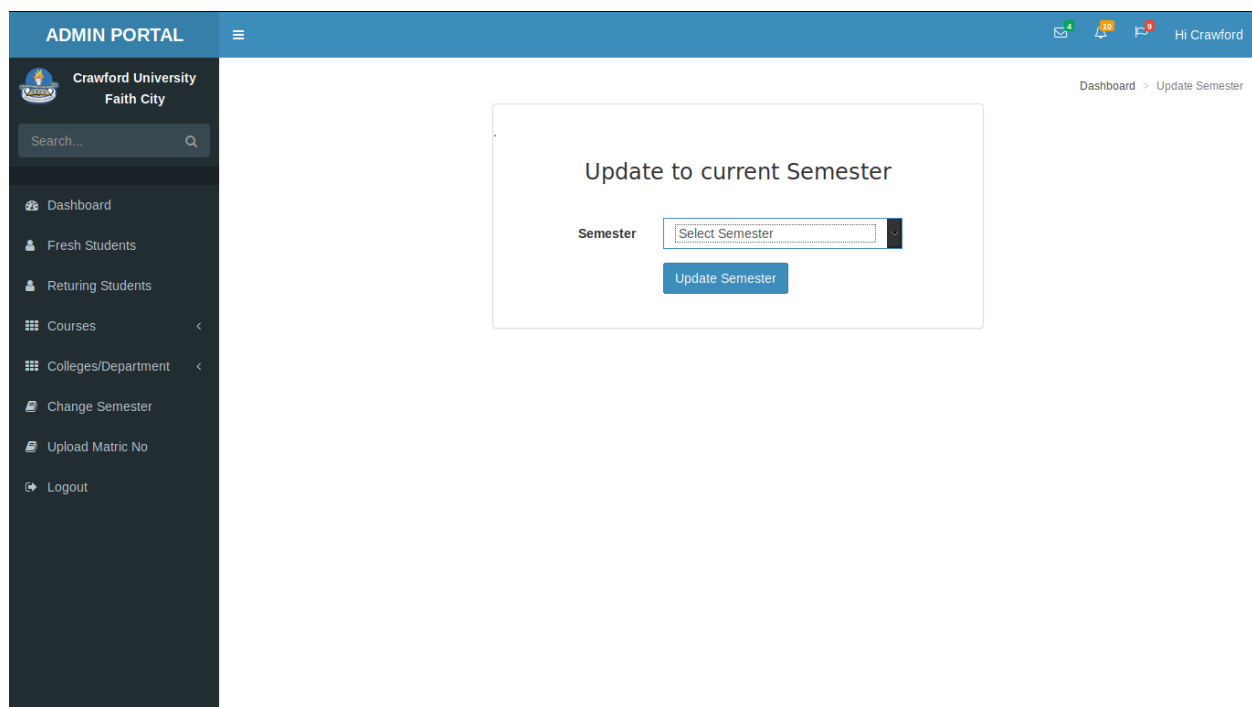 ADMIN PORTAL
4
10
9
Hi Crawford
Crawford University
Faith City
Dashboard > Update Semester
Search...
.
Update to current Semester
Dashboard
Semester
Select Semester
Fresh Students
Update Semester
Returing Students
Courses
Colleges/Department
Change Semester
Upload Matric No
Logout